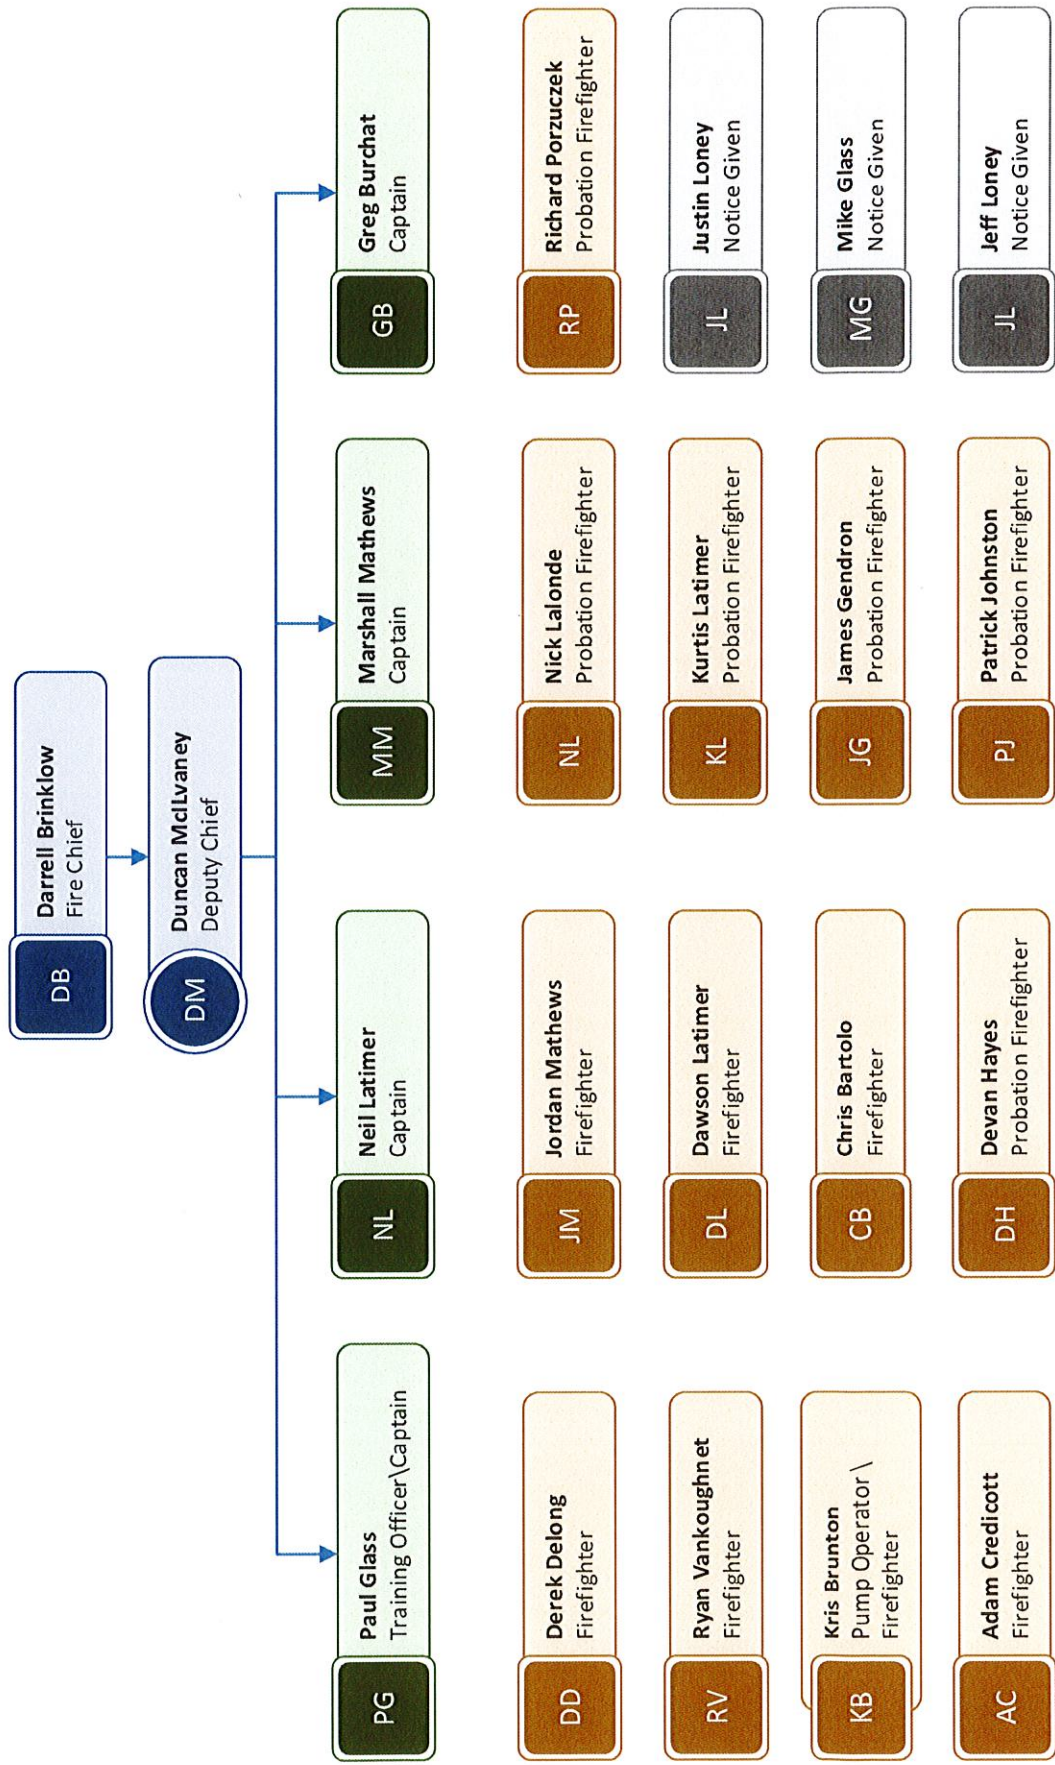 DB
Darrell Brinklow
Fire Chief
DM
Duncan McIlvaney
Deputy Chief
PG
Paul Glass
Training Officer\Captain
NL
Neil Latimer
Captain
MM
Marshall Mathews
Captain
GB
Greg Burchat
Captain
DD
Derek Delong
Firefighter
JM
Jordan Mathews
Firefighter
NL
Nick Lalonde
Probation Firefighter
RP
Richard Porzuczek
Probation Firefighter
RV
Ryan Vankoughnet
Firefighter
DL
Dawson Latimer
Firefighter
KL
Kurtis Latimer
Probation Firefighter
JL
Justin Loney
Notice Given
KB
Kris Brunton
Pump Operator \
Firefighter
CB
Chris Bartolo
Firefighter
JG
James Gendron
Probation Firefighter
MG
Mike Glass
Notice Given
AC
Adam Credicott
Firefighter
DH
Devan Hayes
Probation Firefighter
PJ
Patrick Johnston
Probation Firefighter
JL
Jeff Loney
Notice Given